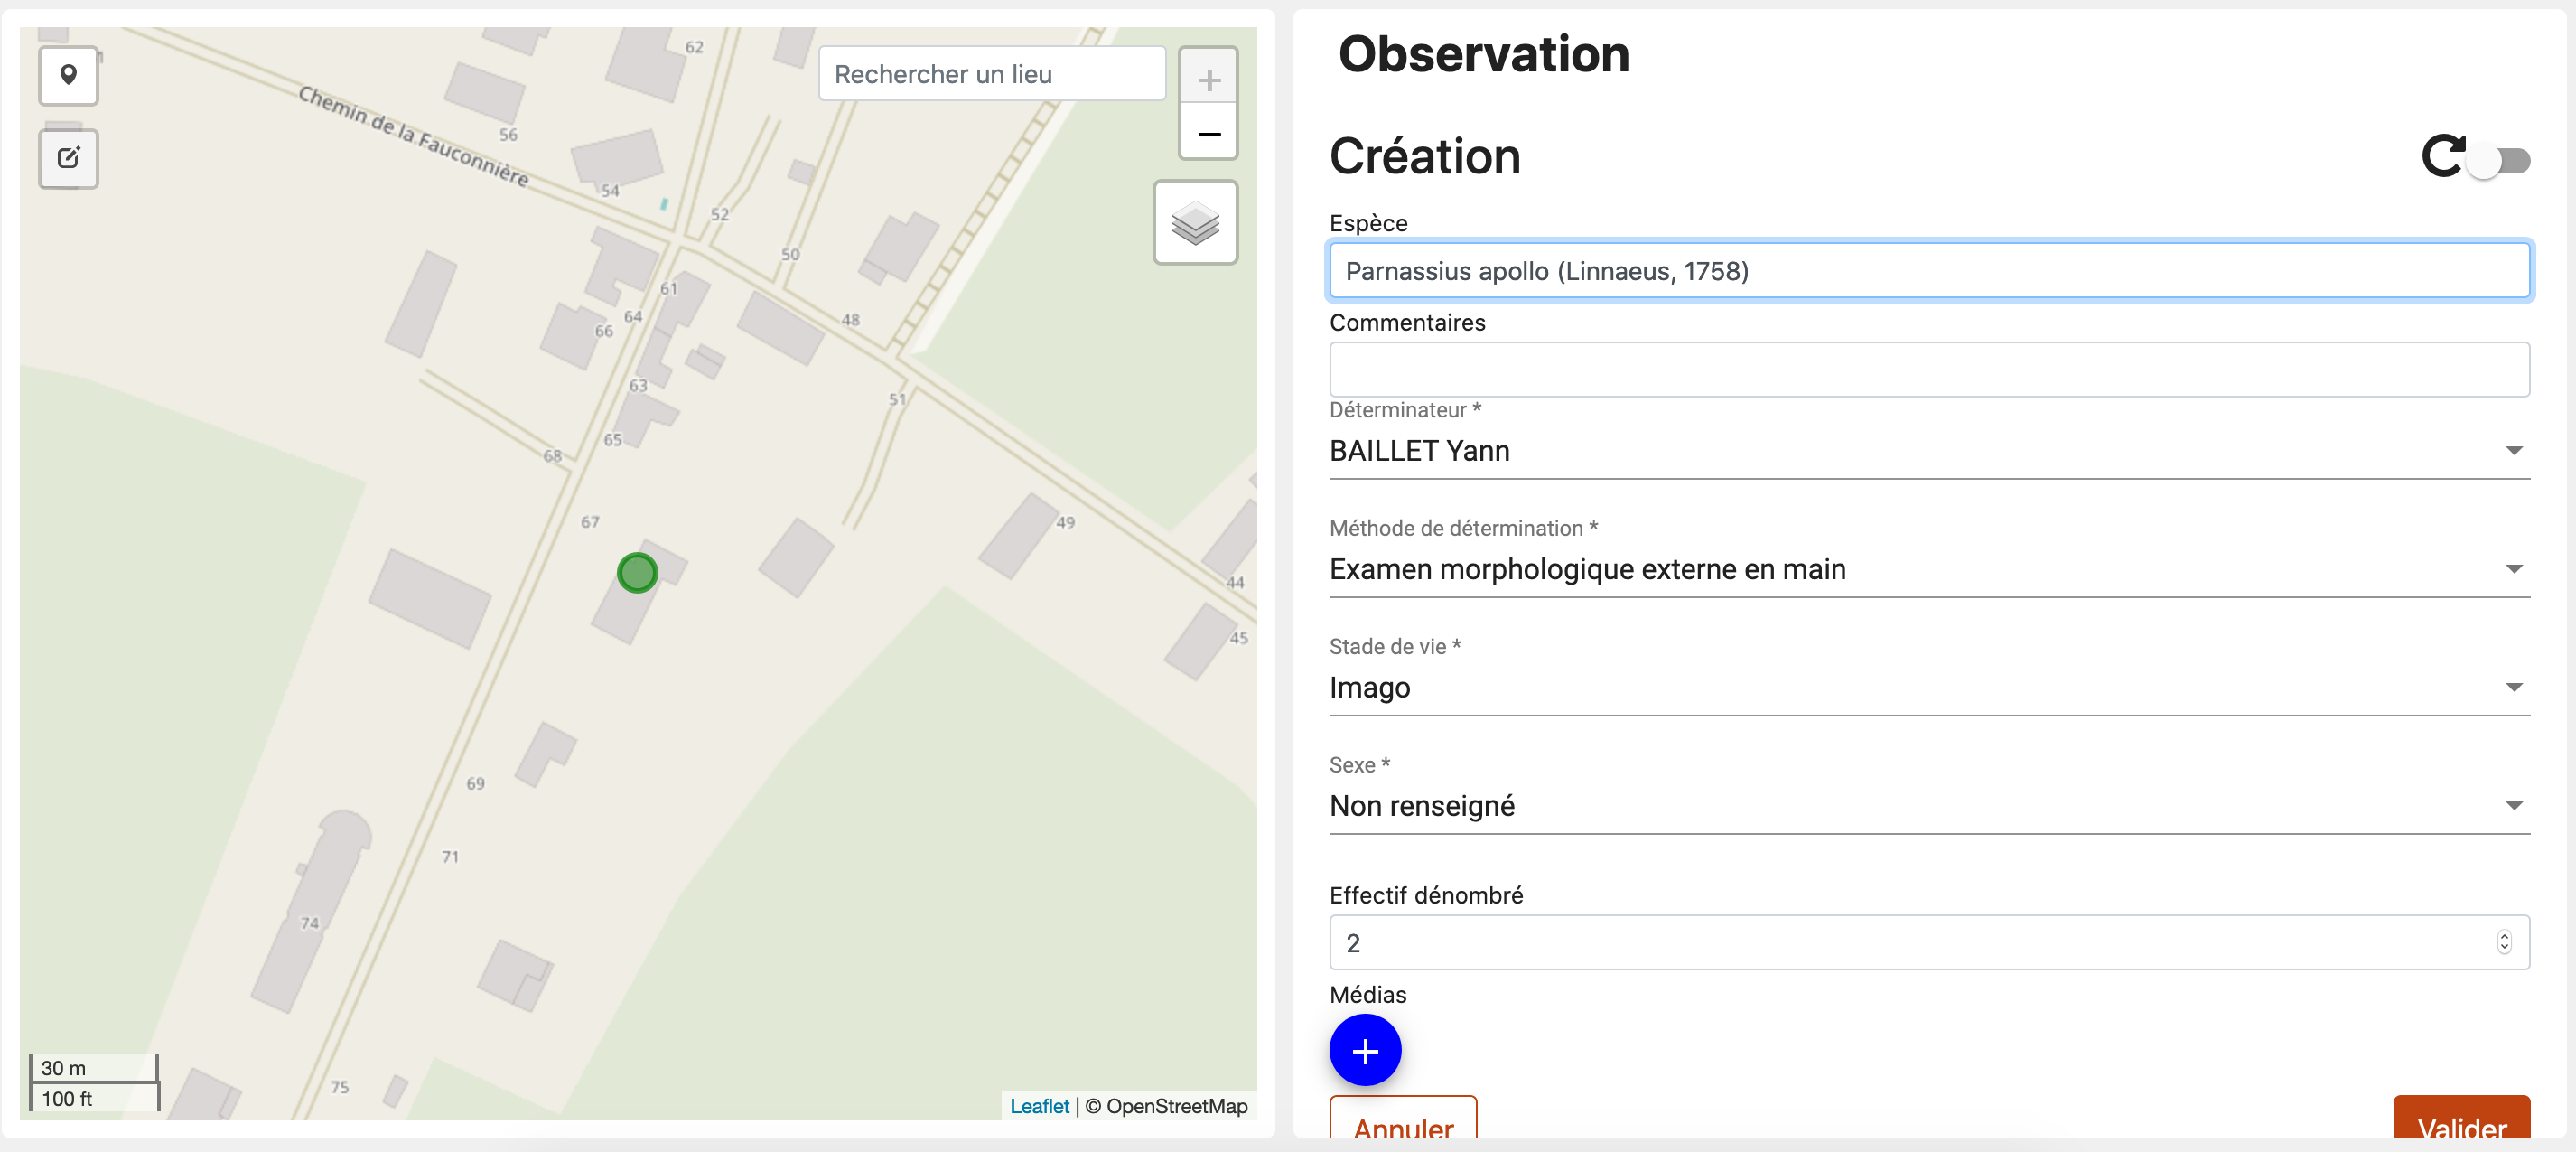 Rechercher un lieu
+
−
Chemin de la Fauconnière
62
56
54
52
50
61
64
66
48
63
51
65
68
67
49
44
45
69
71
74
75
30 m
100 ft
Leaflet | © OpenStreetMap
Observation
Création
Espèce
Parnassius apollo (Linnaeus, 1758)
Commentaires
Déterminateur *
BAILLET Yann
Méthode de détermination *
Examen morphologique externe en main
Stade de vie *
Imago
Sexe *
Non renseigné
Effectif dénombré
2
Médias
+
Annuler
Valider